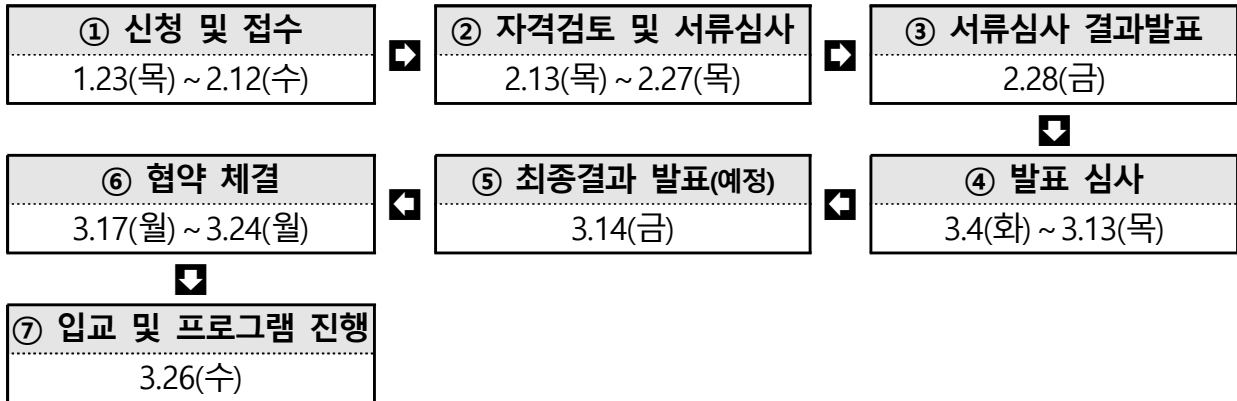 ① 신청 및 접수
1.23(목) ~ 2.12(수)
② 자격검토 및 서류심사
2.13(목) ~ 2.27(목)
③ 서류심사 결과발표
2.28(금)
④ 발표 심사
3.4(화) ~ 3.13(목)
⑤ 최종결과 발표(예정)
3.14(금)
⑥ 협약 체결
3.17(월) ~ 3.24(월)
⑦ 입교 및 프로그램 진행
3.26(수)